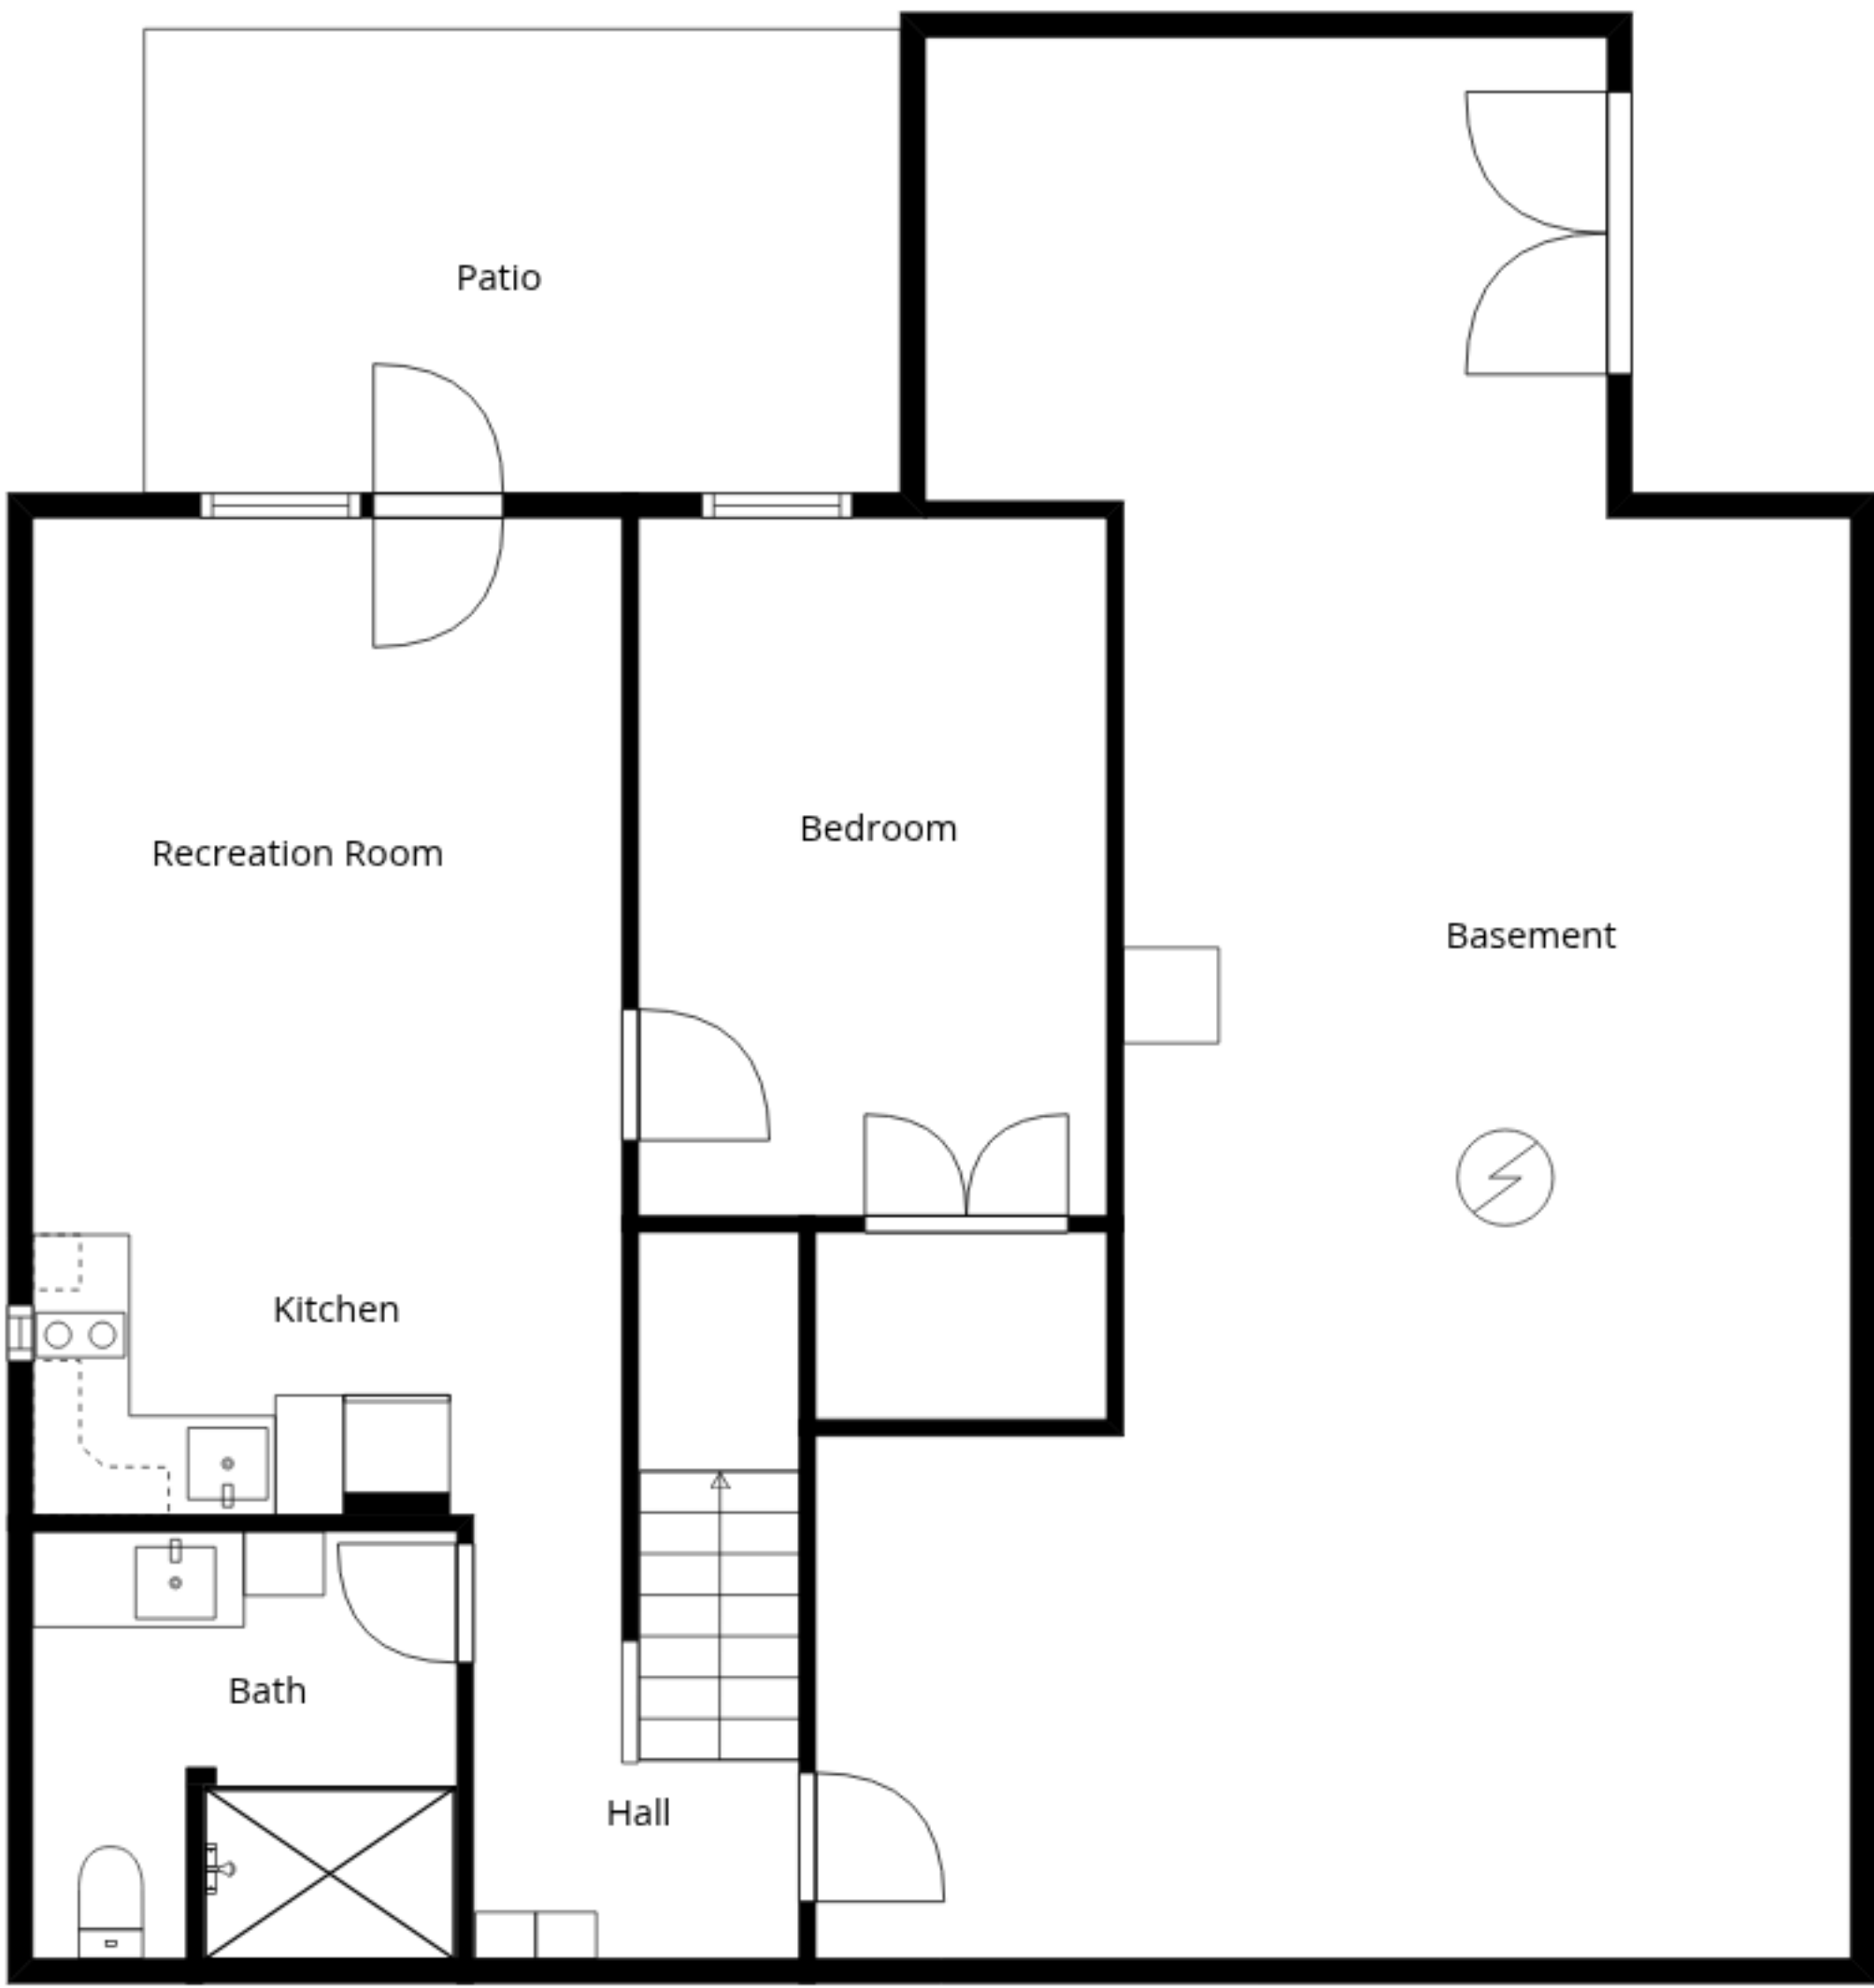 Patio
Bedroom
Recreation Room
Basement
Kitchen
Bath
Hall